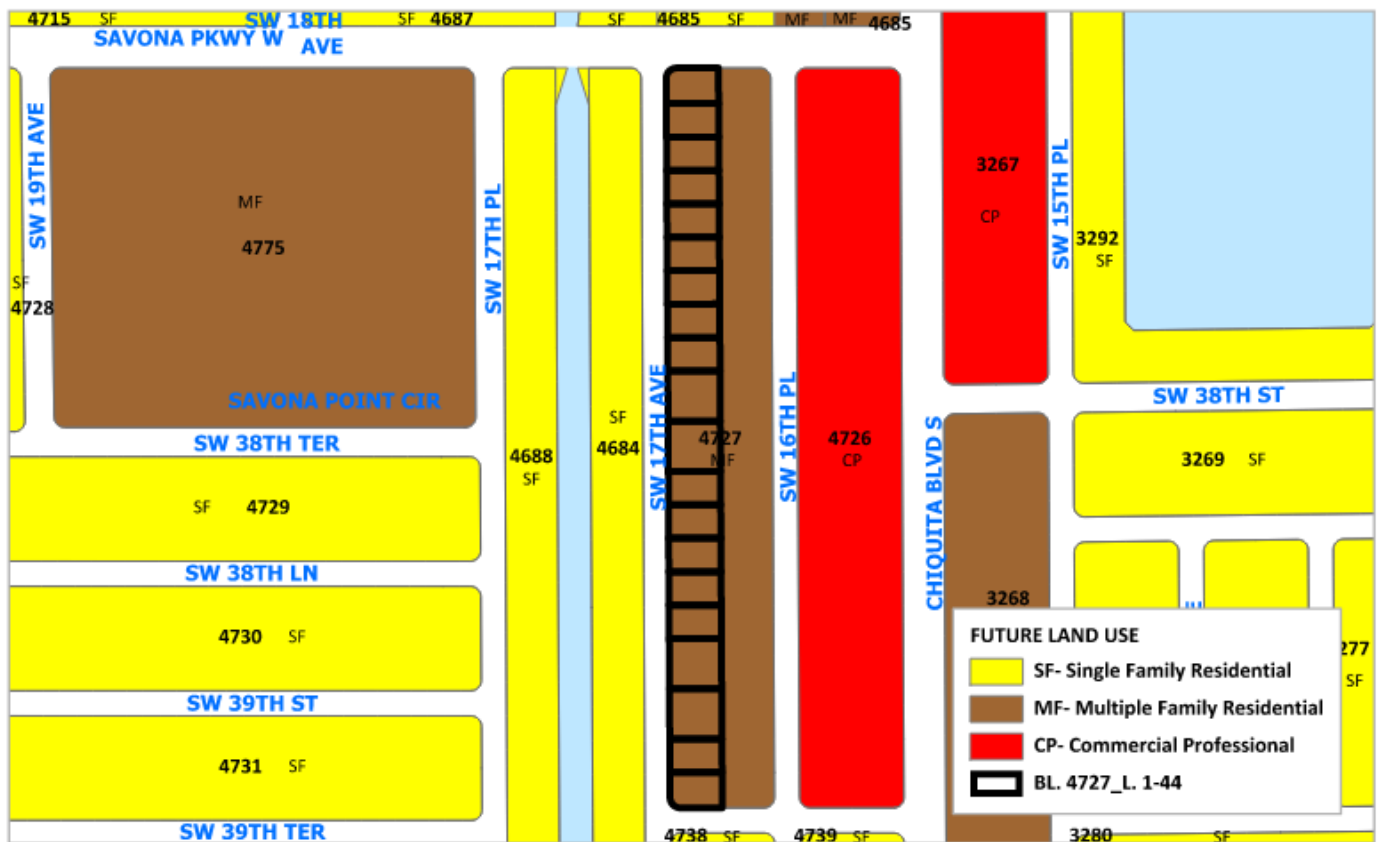 4715 SF
SW 18TH
AVE
SF 4687
SF 4685 SF
MF MF 4685
SAVONA PKWY W
SW 19TH AVE
MF
4775
SF
4728
SAVONA POINT CIR
SW 17TH PL
SW 38TH TER
4688
SF
SF
4684
SW 17TH AVE
4727
MF
SW 16TH PL
4726
CP
3267
CP
SW 15TH PL
3292
SF
SW 38TH ST
CHIQUITA BLVD S
3269 SF
3268
SF 4729
SW 38TH LN
4730 SF
SW 39TH ST
4731 SF
SW 39TH TER
4738 SF
4739 SF
3280 SF
277
SF
FUTURE LAND USE
SF- Single Family Residential
MF- Multiple Family Residential
CP- Commercial Professional
BL. 4727_L. 1-44